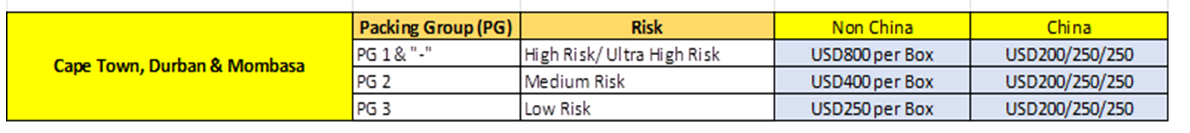 Packing Group (PG) Risk Non China China
Cape Town, Durban & Mombasa
PG 1 & "-" High Risk/ Ultra High Risk USD800 per Box USD200/250/250
PG 2 Medium Risk USD400 per Box USD200/250/250
PG 3 Low Risk USD250 per Box USD200/250/250